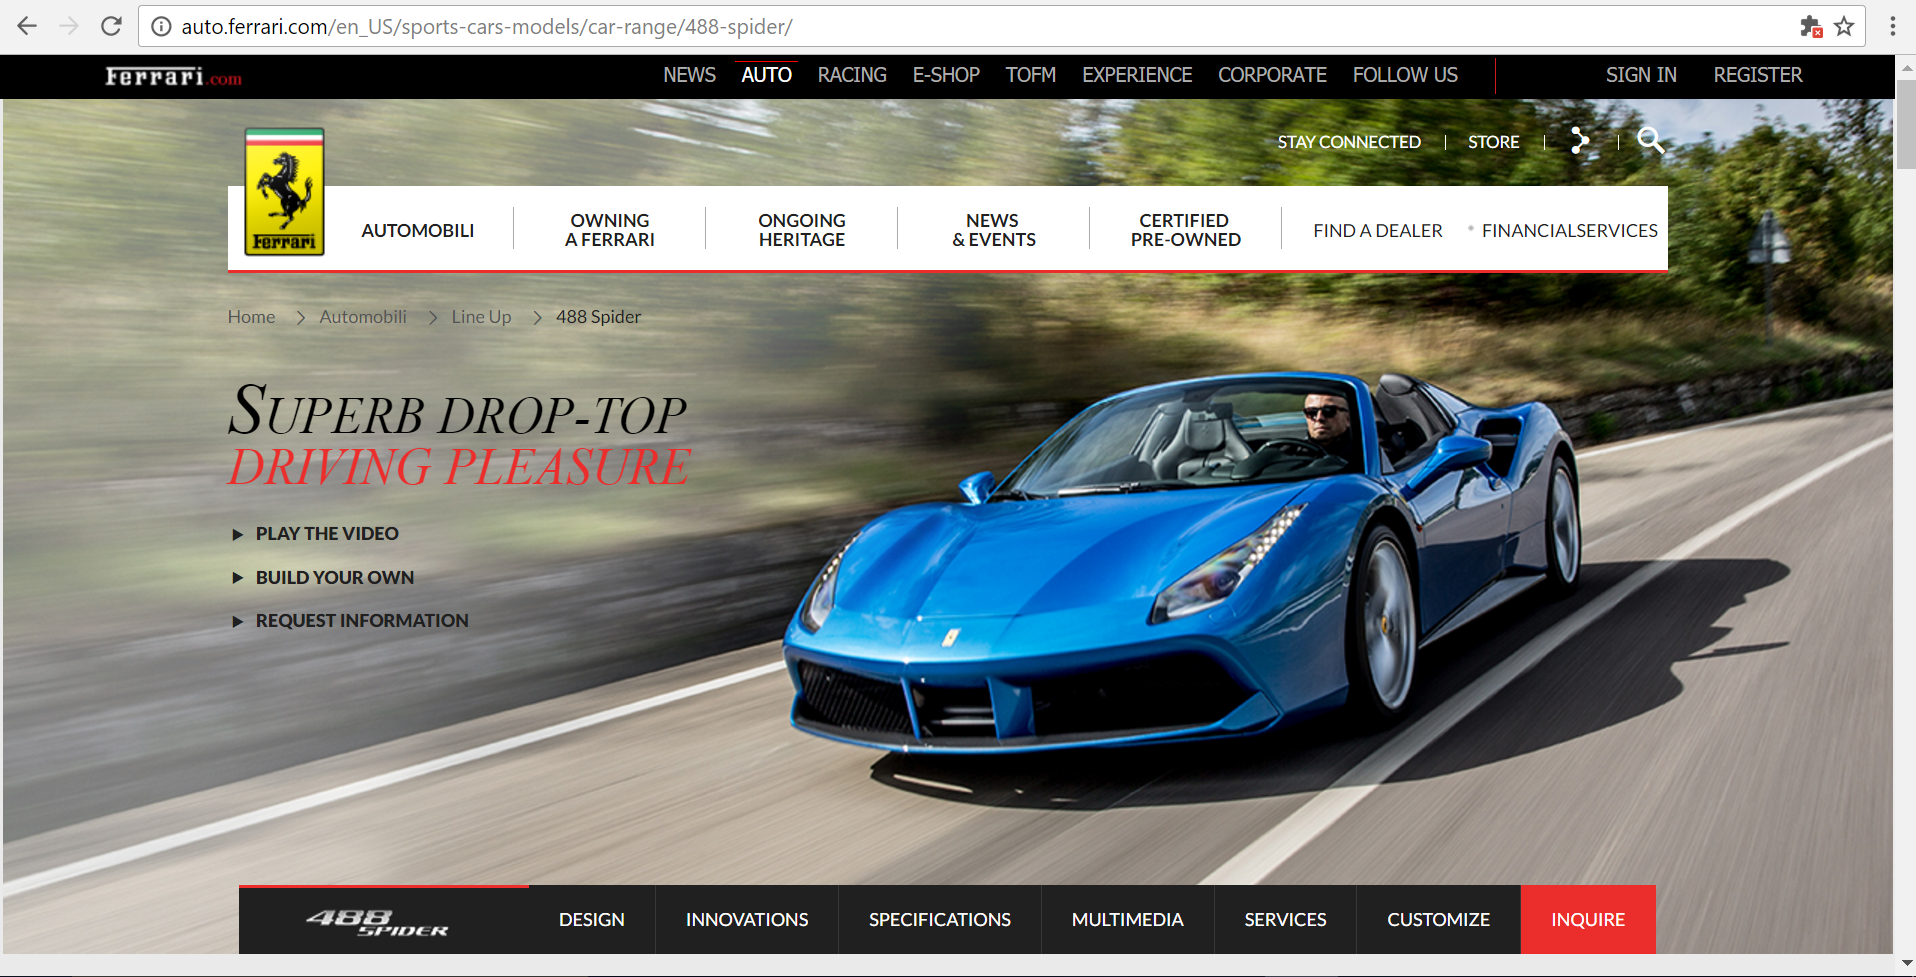 auto.ferrari.com/en_US/sports-cars-models/car-range/488-spider/
Ferrari.com
NEWS AUTO RACING E-SHOP TOFM EXPERIENCE CORPORATE FOLLOW US SIGN IN REGISTER
STAY CONNECTED STORE
Ferrari
AUTOMOBILI
OWNING
A FERRARI
ONGOING
HERITAGE
NEWS
& EVENTS
CERTIFIED
PRE-OWNED
FIND A DEALER
FINANCIALSERVICES
Home Automobili Line Up 488 Spider
SUPERB DROP-TOP
DRIVING PLEASURE
PLAY THE VIDEO
BUILD YOUR OWN
REQUEST INFORMATION
488
SPIDER
DESIGN INNOVATIONS SPECIFICATIONS MULTIMEDIA SERVICES CUSTOMIZE INQUIRE